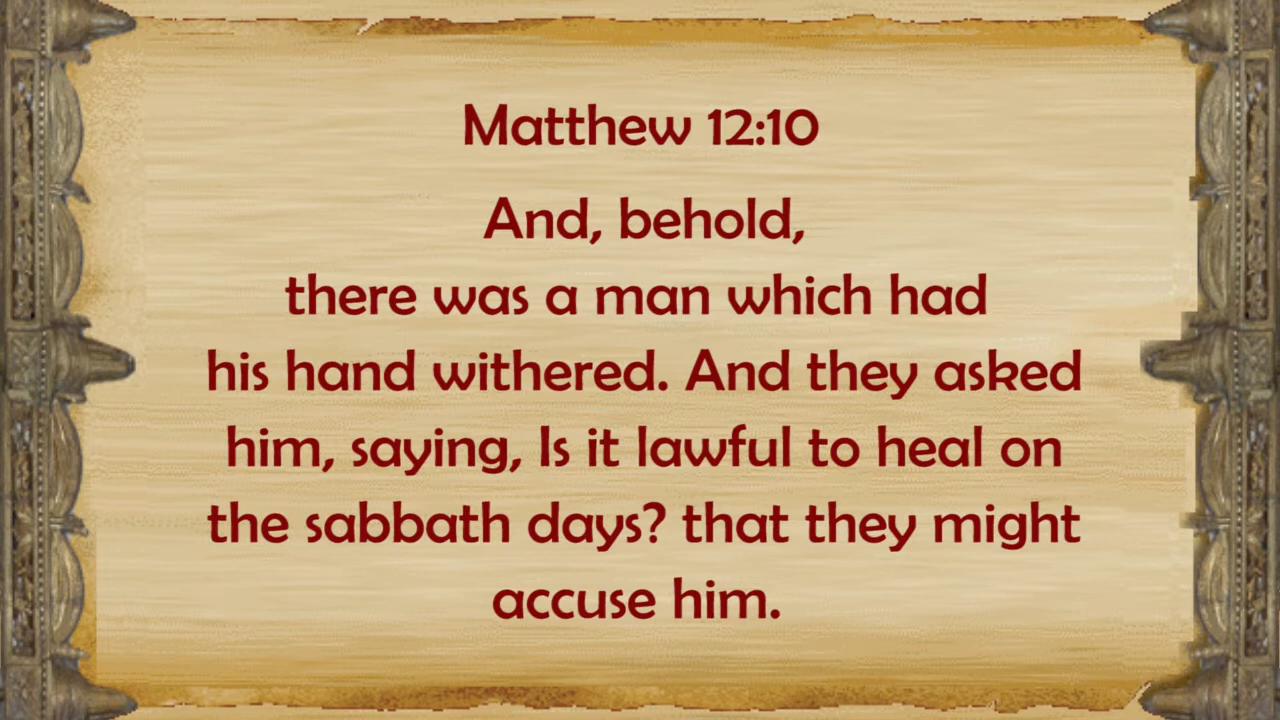 Matthew 12:10
And, behold,
there was a man which had
his hand withered. And they asked
him, saying, Is it lawful to heal on
the sabbath days? that they might
accuse him.